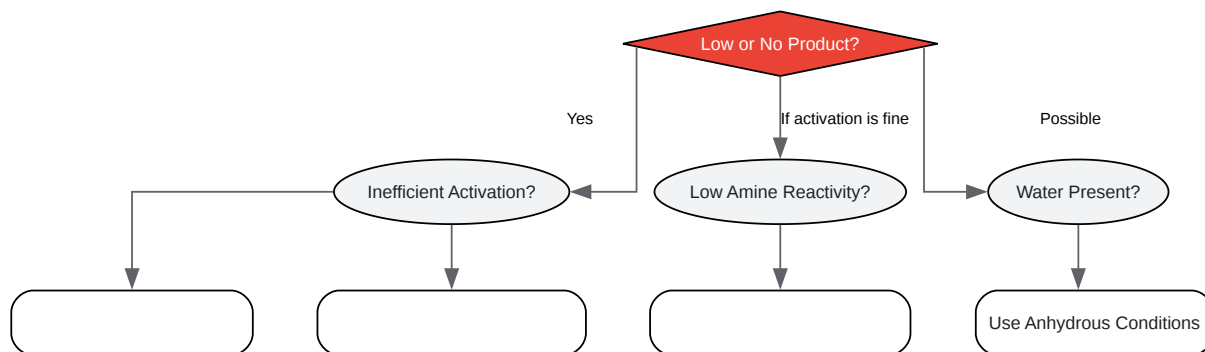 Low or No Product?
Yes
If activation is fine
Possible
Inefficient Activation?
Low Amine Reactivity?
Water Present?
Use Anhydrous Conditions